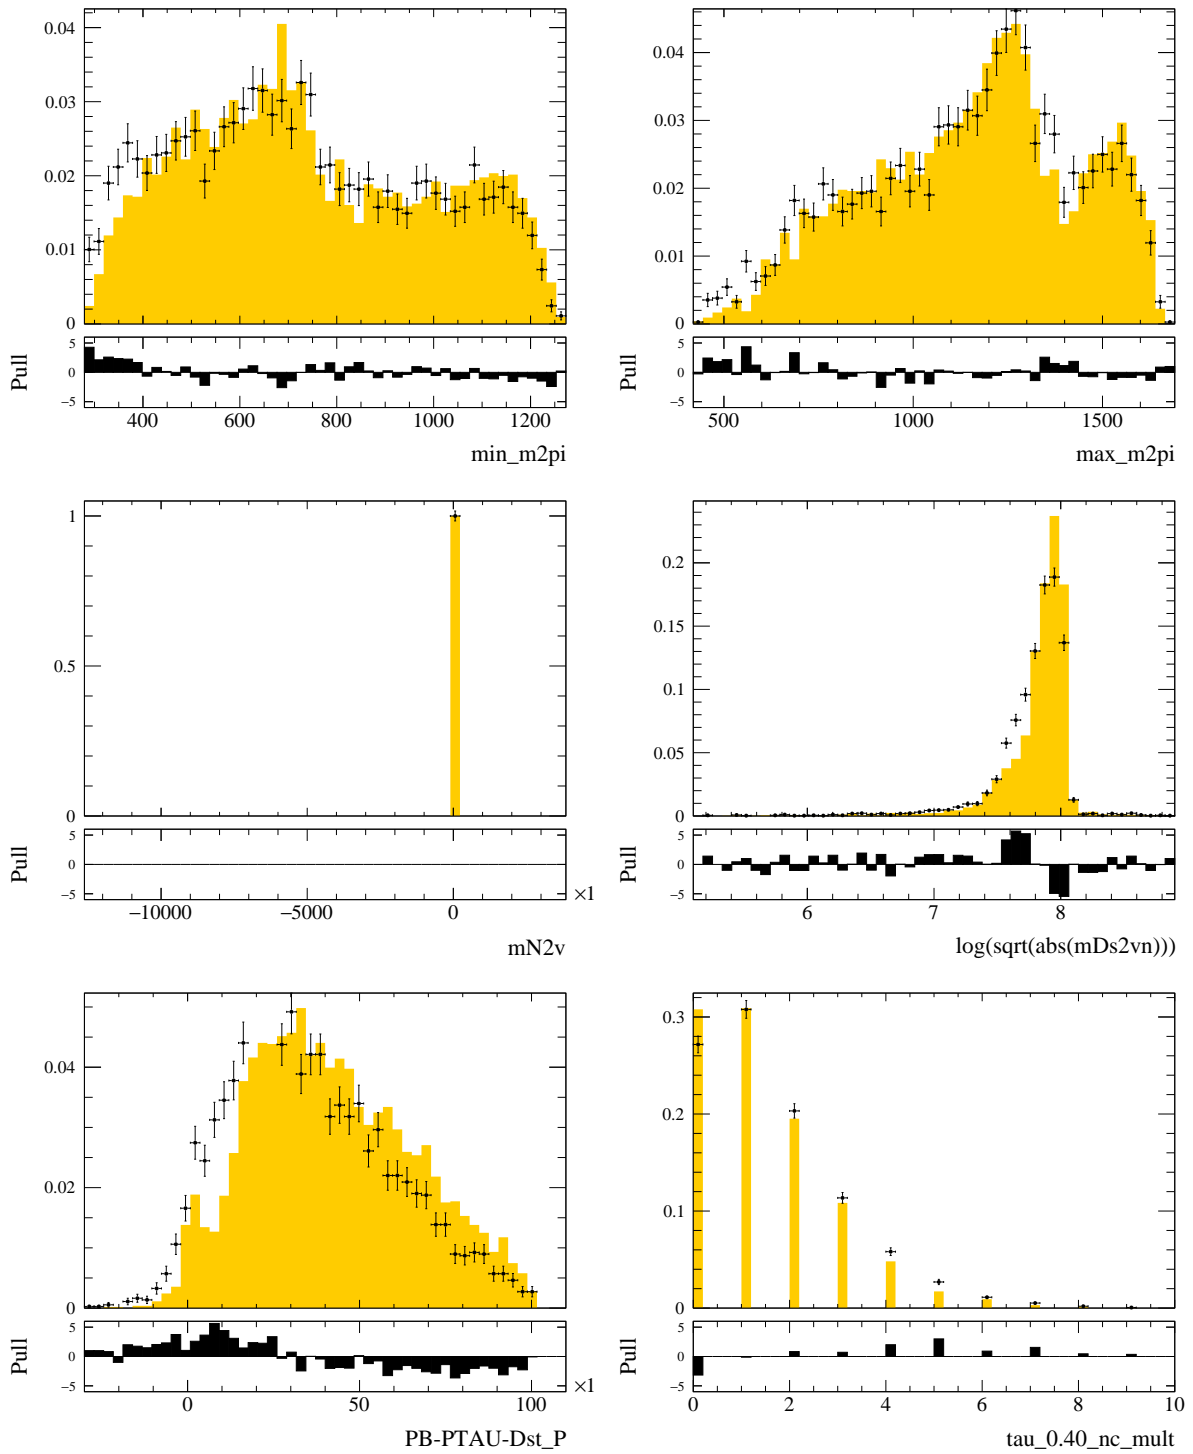 0.04
0.03
0.02
0.01
0
Pull
5
0
−5
400 600 800 1000 1200
min_m2pi
0.04
0.03
0.02
0.01
0
Pull
5
0
−5
500 1000 1500
max_m2pi
1
0.5
0
Pull
5
0
−5
−10000 −5000 0 ×1
mN2v
0.2
0.15
0.1
0.05
0
Pull
5
0
−5
6 7 8
log(sqrt(abs(mDs2vn)))
0.04
0.02
0
Pull
5
0
−5
0 50 100 ×1
PB-PTAU-Dst_P
0.3
0.2
0.1
0
Pull
5
0
−5
0 2 4 6 8 10
tau_0.40_nc_mult